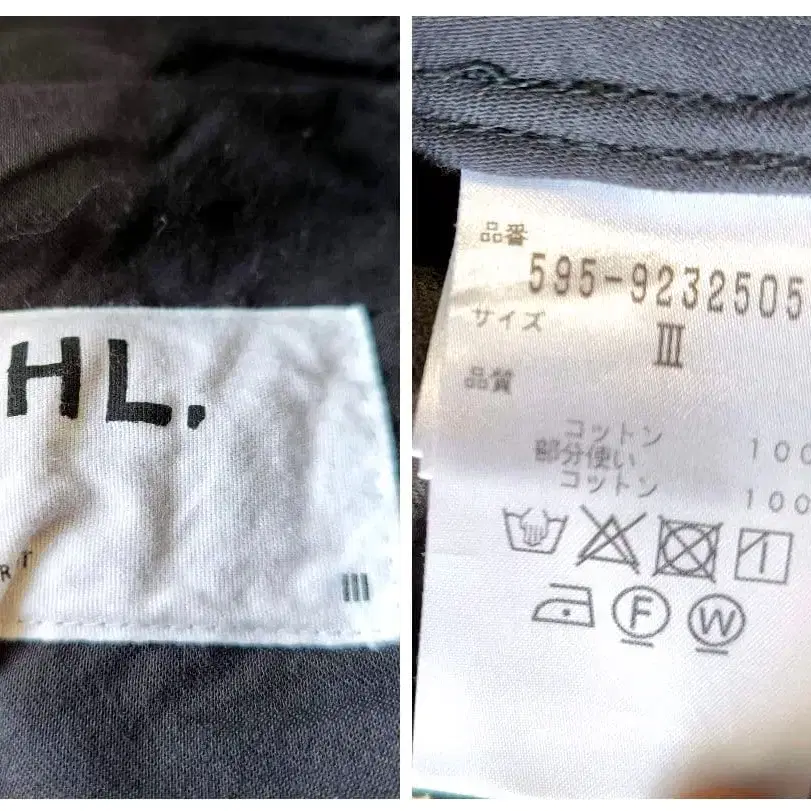 HL.
III
品番
595-9232505
サイズ
III
品質
コットン 100
部分使い
コットン 100
F W